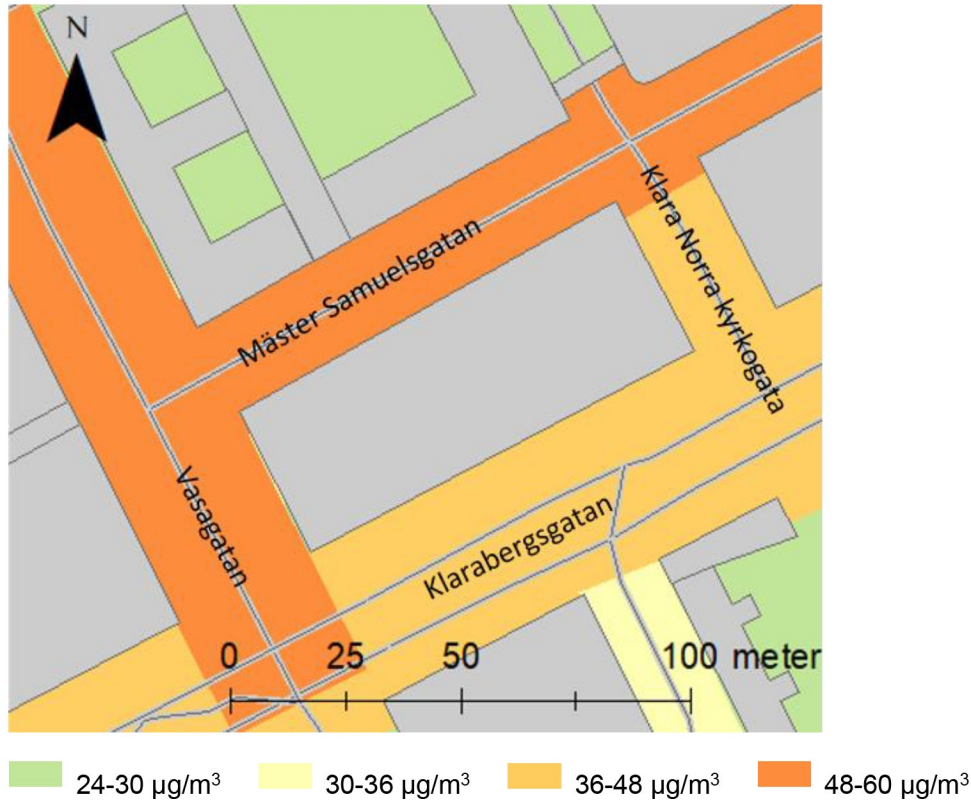 N
Klara Norra kyrkogata
Mäster Samuelsgatan
Vasagatan
Klarabergsgatan
0 25 50 100 meter
24-30 µg/m³ 30-36 µg/m³ 36-48 µg/m³ 48-60 µg/m³